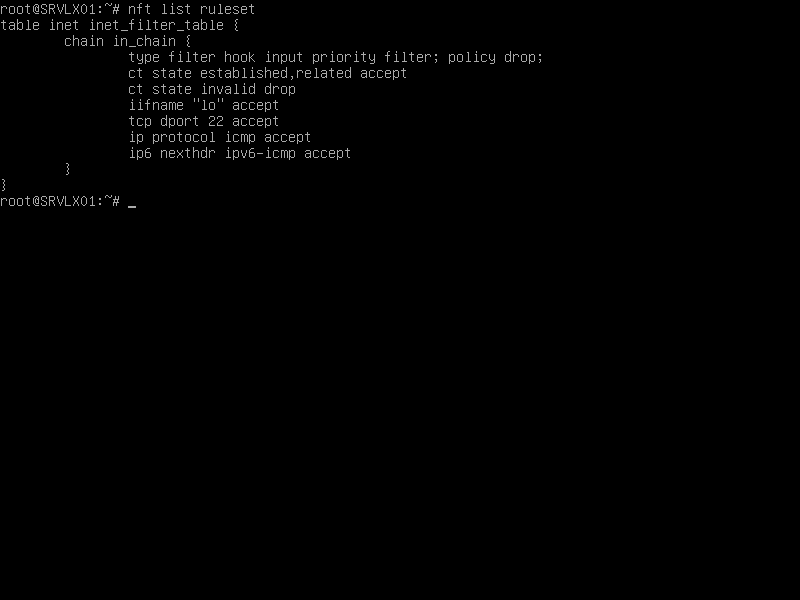 root@SRVLX01:~# nft list ruleset
table inet inet_filter_table {
        chain in_chain {
                type filter hook input priority filter; policy drop;
                ct state established,related accept
                ct state invalid drop
                iifname "lo" accept
                tcp dport 22 accept
                ip protocol icmp accept
                ip6 nexthdr ipv6-icmp accept
        }
}
root@SRVLX01:~# _